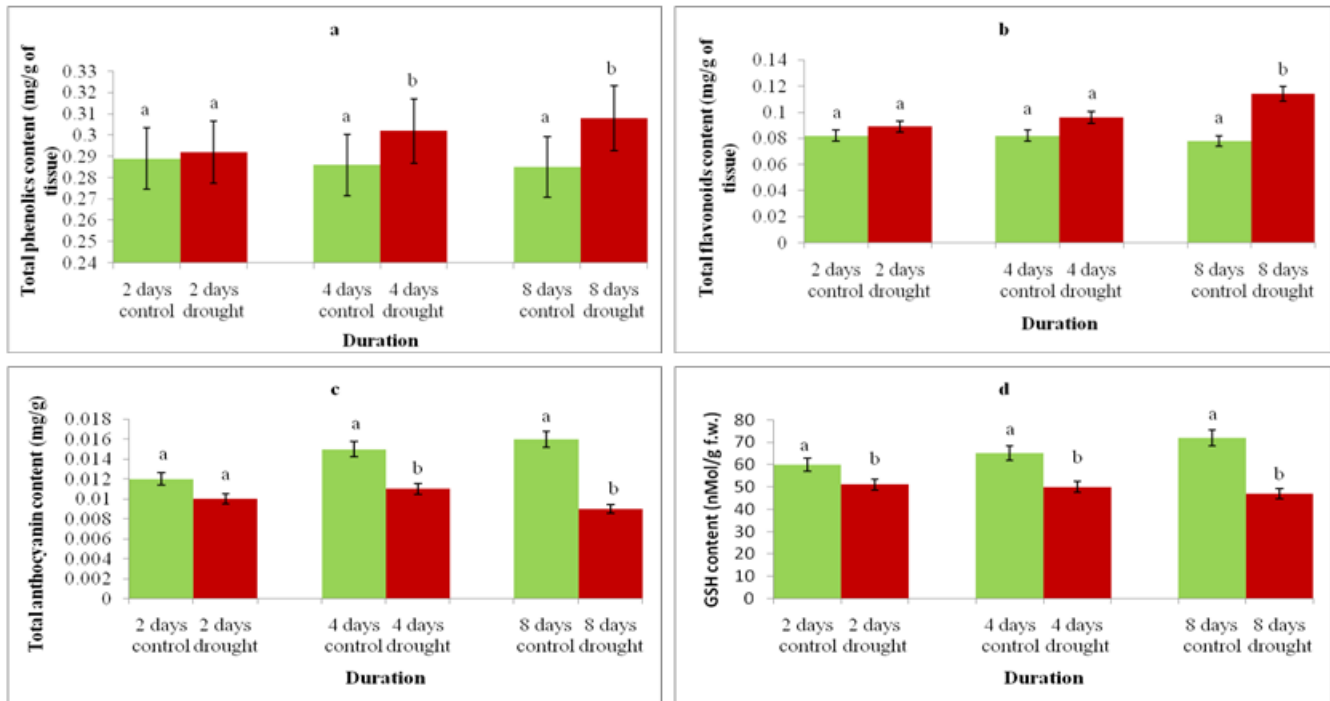 a
Total phenolics content (mg/g of
tissue)
0.33
0.32
0.31
0.3
0.29
0.28
0.27
0.26
0.25
0.24
a
a
a
b
a
b
2 days 2 days
control drought
4 days 4 days
control drought
8 days 8 days
control drought
Duration
b
Total flavonoids content (mg/g of
tissue)
0.14
0.12
0.1
0.08
0.06
0.04
0.02
0
a
a
a
a
a
b
2 days 2 days
control drought
4 days 4 days
control drought
8 days 8 days
control drought
Duration
c
Total anthocyanin content (mg/g)
0.018
0.016
0.014
0.012
0.01
0.008
0.006
0.004
0.002
0
a
a
a
b
a
b
2 days 2 days
control drought
4 days 4 days
control drought
8 days 8 days
control drought
Duration
d
GSH content (nMol/g f.w.)
80
70
60
50
40
30
20
10
0
a
b
a
b
a
b
2 days 2 days
control drought
4 days 4 days
control drought
8 days 8 days
control drought
Duration